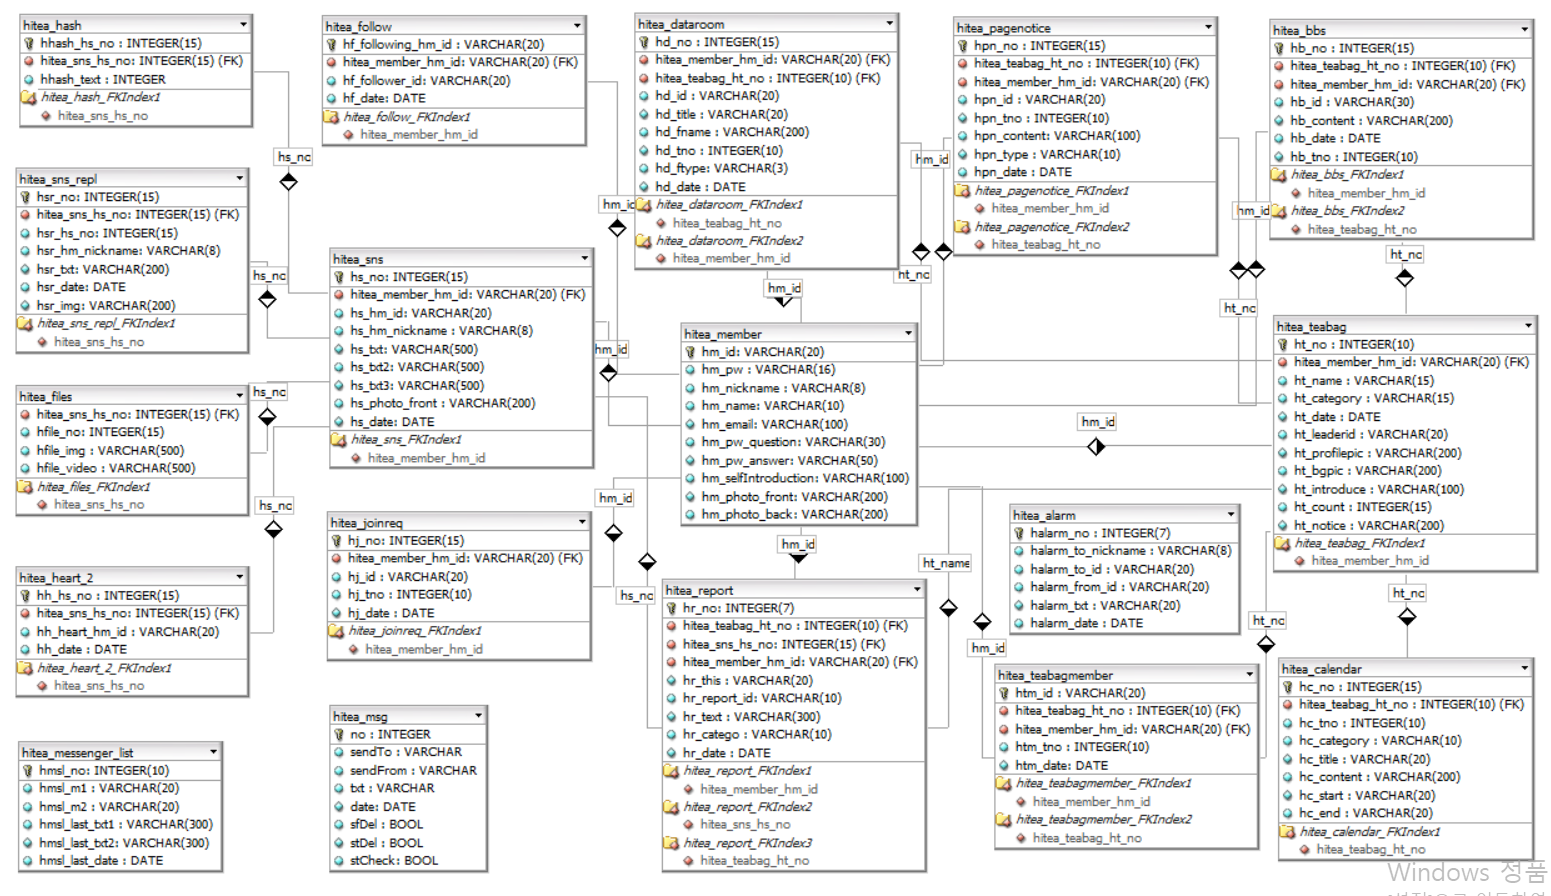 hitea_hash
hhash_hs_no : INTEGER(15)
hitea_sns_hs_no: INTEGER(15) (FK)
hhash_text : INTEGER
hitea_hash_FKIndex1
hitea_sns_hs_no
hitea_follow
hf_following_hm_id : VARCHAR(20)
hitea_member_hm_id: VARCHAR(20) (FK)
hf_follower_id: VARCHAR(20)
hf_date: DATE
hitea_follow_FKIndex1
hitea_member_hm_id
hitea_dataroom
hd_no : INTEGER(15)
hitea_member_hm_id: VARCHAR(20) (FK)
hitea_teabag_ht_no : INTEGER(10) (FK)
hd_id : VARCHAR(20)
hd_title: VARCHAR(20)
hd_fname : VARCHAR(200)
hd_tno : INTEGER(10)
hd_ftype: VARCHAR(3)
hd_date : DATE
hitea_dataroom_FKIndex1
hitea_teabag_ht_no
hitea_dataroom_FKIndex2
hitea_member_hm_id
hitea_pagenotice
hpn_no : INTEGER(15)
hitea_teabag_ht_no : INTEGER(10) (FK)
hitea_member_hm_id: VARCHAR(20) (FK)
hpn_id : VARCHAR(20)
hpn_tno : INTEGER(10)
hpn_content: VARCHAR(100)
hpn_type : VARCHAR(10)
hpn_date : DATE
hitea_pagenotice_FKIndex1
hitea_member_hm_id
hitea_pagenotice_FKIndex2
hitea_teabag_ht_no
hitea_bbs
hb_no : INTEGER(15)
hitea_teabag_ht_no : INTEGER(10) (FK)
hitea_member_hm_id: VARCHAR(20) (FK)
hb_id : VARCHAR(30)
hb_content : VARCHAR(200)
hb_date : DATE
hb_tno : INTEGER(10)
hitea_bbs_FKIndex1
hitea_member_hm_id
hitea_bbs_FKIndex2
hitea_teabag_ht_no
hs_nc
hm_id
hm_id
hm_id
ht_nc
ht_nc
hm_id
ht_nc
hitea_sns_repl
hsr_no: INTEGER(15)
hitea_sns_hs_no: INTEGER(15) (FK)
hsr_hs_no: INTEGER(15)
hsr_hm_nickname: VARCHAR(8)
hsr_txt: VARCHAR(200)
hsr_date: DATE
hsr_img: VARCHAR(200)
hitea_sns_repl_FKIndex1
hitea_sns_hs_no
hs_nc
hitea_sns
hs_no: INTEGER(15)
hitea_member_hm_id: VARCHAR(20) (FK)
hs_hm_id: VARCHAR(20)
hs_hm_nickname : VARCHAR(8)
hs_txt: VARCHAR(500)
hs_txt2: VARCHAR(500)
hs_txt3: VARCHAR(500)
hs_photo_front : VARCHAR(200)
hs_date: DATE
hitea_sns_FKIndex1
hitea_member_hm_id
hm_id
hitea_member
hm_id: VARCHAR(20)
hm_pw : VARCHAR(16)
hm_nickname : VARCHAR(8)
hm_name: VARCHAR(10)
hm_email: VARCHAR(100)
hm_pw_question: VARCHAR(30)
hm_pw_answer: VARCHAR(50)
hm_selfIntroduction: VARCHAR(100)
hm_photo_front: VARCHAR(200)
hm_photo_back: VARCHAR(200)
hm_id
hitea_teabag
ht_no : INTEGER(10)
hitea_member_hm_id: VARCHAR(20) (FK)
ht_name : VARCHAR(15)
ht_category : VARCHAR(15)
ht_date : DATE
ht_leaderid : VARCHAR(20)
ht_profilepic : VARCHAR(200)
ht_bgpic : VARCHAR(200)
ht_introduce : VARCHAR(100)
ht_count : INTEGER(15)
ht_notice : VARCHAR(200)
hitea_teabag_FKIndex1
hitea_member_hm_id
hitea_files
hitea_sns_hs_no: INTEGER(15) (FK)
hfile_no: INTEGER(15)
hfile_img : VARCHAR(500)
hfile_video : VARCHAR(500)
hitea_files_FKIndex1
hitea_sns_hs_no
hs_nc
hs_nc
hm_id
hm_id
hs_nc
ht_name
hm_id
ht_nc
ht_nc
hitea_joinreq
hj_no: INTEGER(15)
hitea_member_hm_id: VARCHAR(20) (FK)
hj_id : VARCHAR(20)
hj_tno : INTEGER(10)
hj_date : DATE
hitea_joinreq_FKIndex1
hitea_member_hm_id
hitea_alarm
halarm_no : INTEGER(7)
halarm_to_nickname : VARCHAR(8)
halarm_to_id : VARCHAR(20)
halarm_from_id : VARCHAR(20)
halarm_txt : VARCHAR(20)
halarm_date : DATE
hitea_heart_2
hh_hs_no : INTEGER(15)
hitea_sns_hs_no: INTEGER(15) (FK)
hh_heart_hm_id : VARCHAR(20)
hh_date : DATE
hitea_heart_2_FKIndex1
hitea_sns_hs_no
hitea_report
hr_no: INTEGER(7)
hitea_teabag_ht_no : INTEGER(10) (FK)
hitea_sns_hs_no: INTEGER(15) (FK)
hitea_member_hm_id: VARCHAR(20) (FK)
hr_this : VARCHAR(20)
hr_report_id: VARCHAR(10)
hr_text : VARCHAR(300)
hr_catego : VARCHAR(10)
hr_date : DATE
hitea_report_FKIndex1
hitea_member_hm_id
hitea_report_FKIndex2
hitea_sns_hs_no
hitea_report_FKIndex3
hitea_teabag_ht_no
hitea_teabagmember
htm_id : VARCHAR(20)
hitea_teabag_ht_no : INTEGER(10) (FK)
hitea_member_hm_id: VARCHAR(20) (FK)
htm_tno : INTEGER(10)
htm_date: DATE
hitea_teabagmember_FKIndex1
hitea_member_hm_id
hitea_teabagmember_FKIndex2
hitea_teabag_ht_no
hitea_calendar
hc_no : INTEGER(15)
hitea_teabag_ht_no : INTEGER(10) (FK)
hc_tno : INTEGER(10)
hc_category : VARCHAR(10)
hc_title : VARCHAR(20)
hc_content : VARCHAR(200)
hc_start : VARCHAR(20)
hc_end : VARCHAR(20)
hitea_calendar_FKIndex1
hitea_teabag_ht_no
hitea_messenger_list
hmsl_no: INTEGER(10)
hmsl_m1 : VARCHAR(20)
hmsl_m2 : VARCHAR(20)
hmsl_last_txt1 : VARCHAR(300)
hmsl_last_txt2: VARCHAR(300)
hmsl_last_date : DATE
hitea_msg
no : INTEGER
sendTo : VARCHAR
sendFrom : VARCHAR
txt : VARCHAR
date: DATE
sfDel : BOOL
stDel : BOOL
stCheck: BOOL
Windows 정품